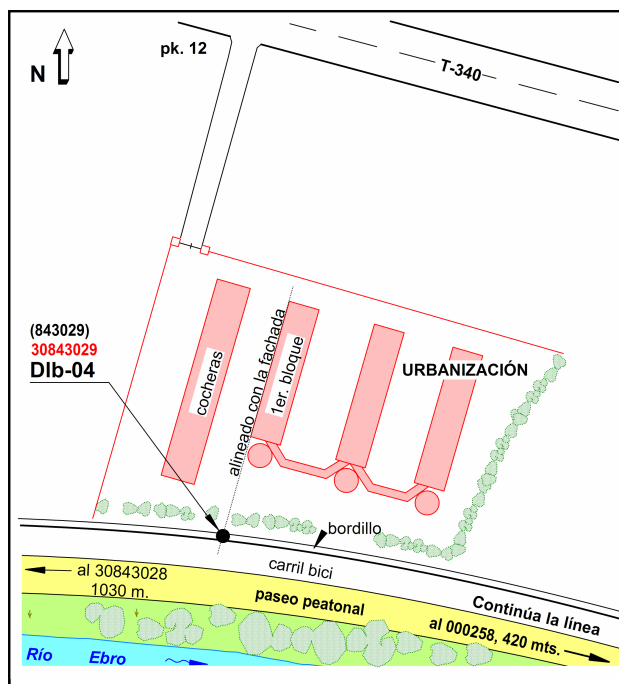 pk. 12
T-340
N
(843029)
30843029
Dlb-04
cocheras
alineado con la fachada
1er. bloque
URBANIZACIÓN
bordillo
carril bici
al 30843028
1030 m.
paseo peatonal
Continúa la línea
al 000258, 420 mts.
Río Ebro